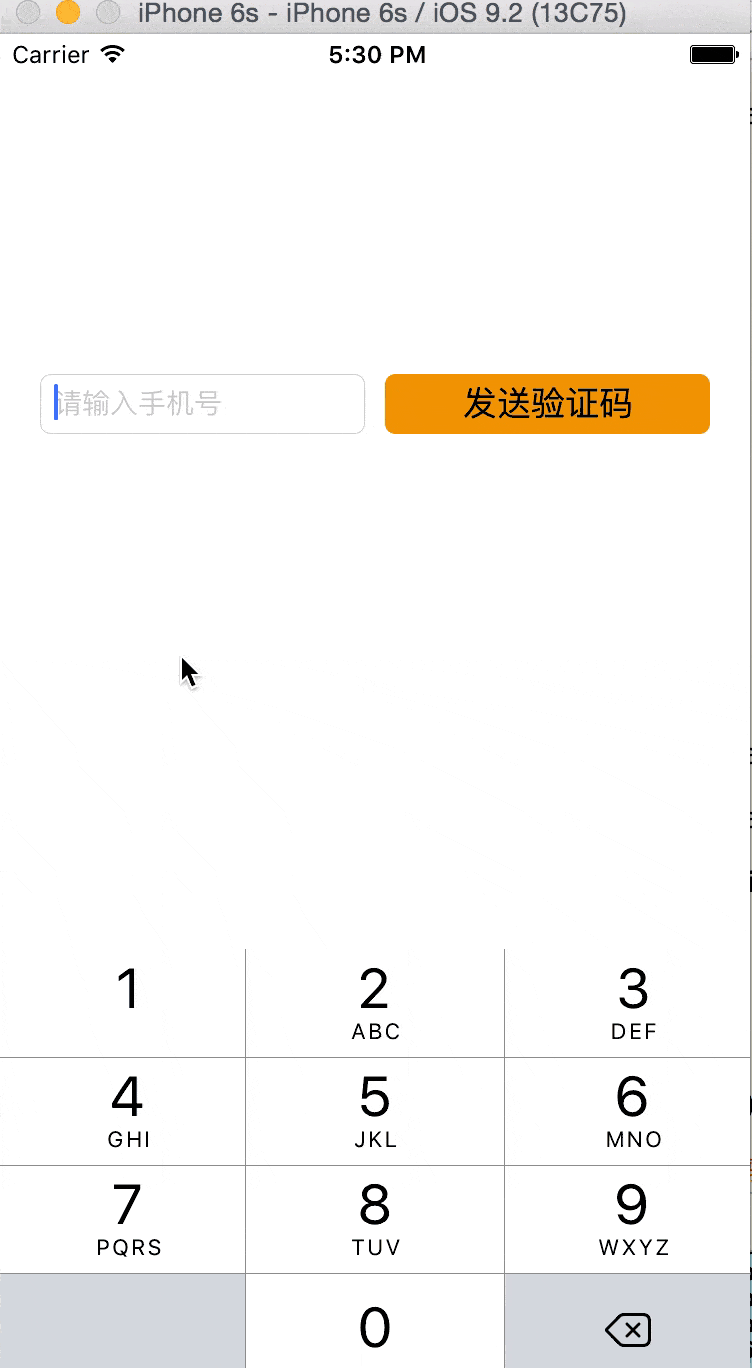 iPhone 6s - iPhone 6s / iOS 9.2 (13C75)
Carrier 5:30 PM
请输入手机号 发送验证码
1 2 3
ABC DEF
4 5 6
GHI JKL MNO
7 8 9
PQRS TUV WXYZ
0